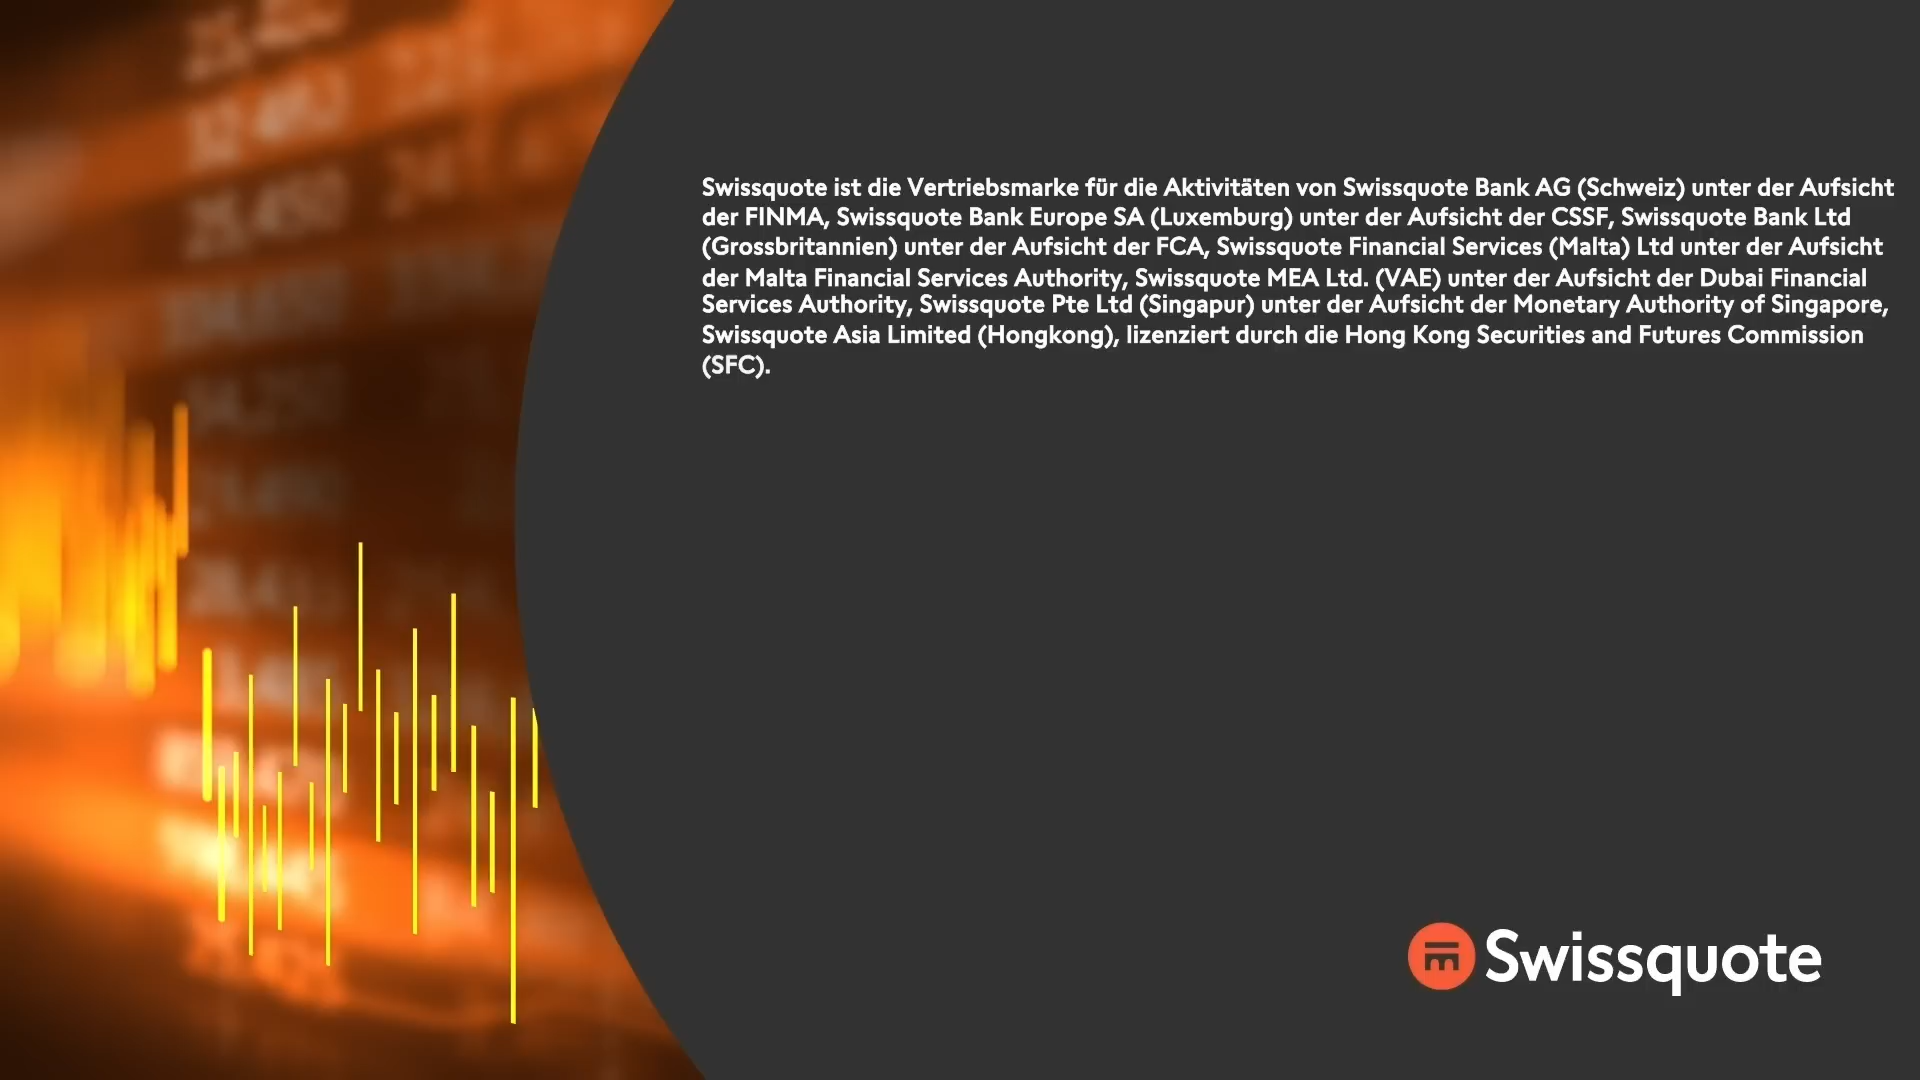 Swissquote ist die Vertriebsmarke für die Aktivitäten von Swissquote Bank AG (Schweiz) unter der Aufsicht
der FINMA, Swissquote Bank Europe SA (Luxemburg) unter der Aufsicht der CSSF, Swissquote Bank Ltd
(Grossbritannien) unter der Aufsicht der FCA, Swissquote Financial Services (Malta) Ltd unter der Aufsicht
der Malta Financial Services Authority, Swissquote MEA Ltd. (VAE) unter der Aufsicht der Dubai Financial
Services Authority, Swissquote Pte Ltd (Singapur) unter der Aufsicht der Monetary Authority of Singapore,
Swissquote Asia Limited (Hongkong), lizenziert durch die Hong Kong Securities and Futures Commission
(SFC).
Swissquote